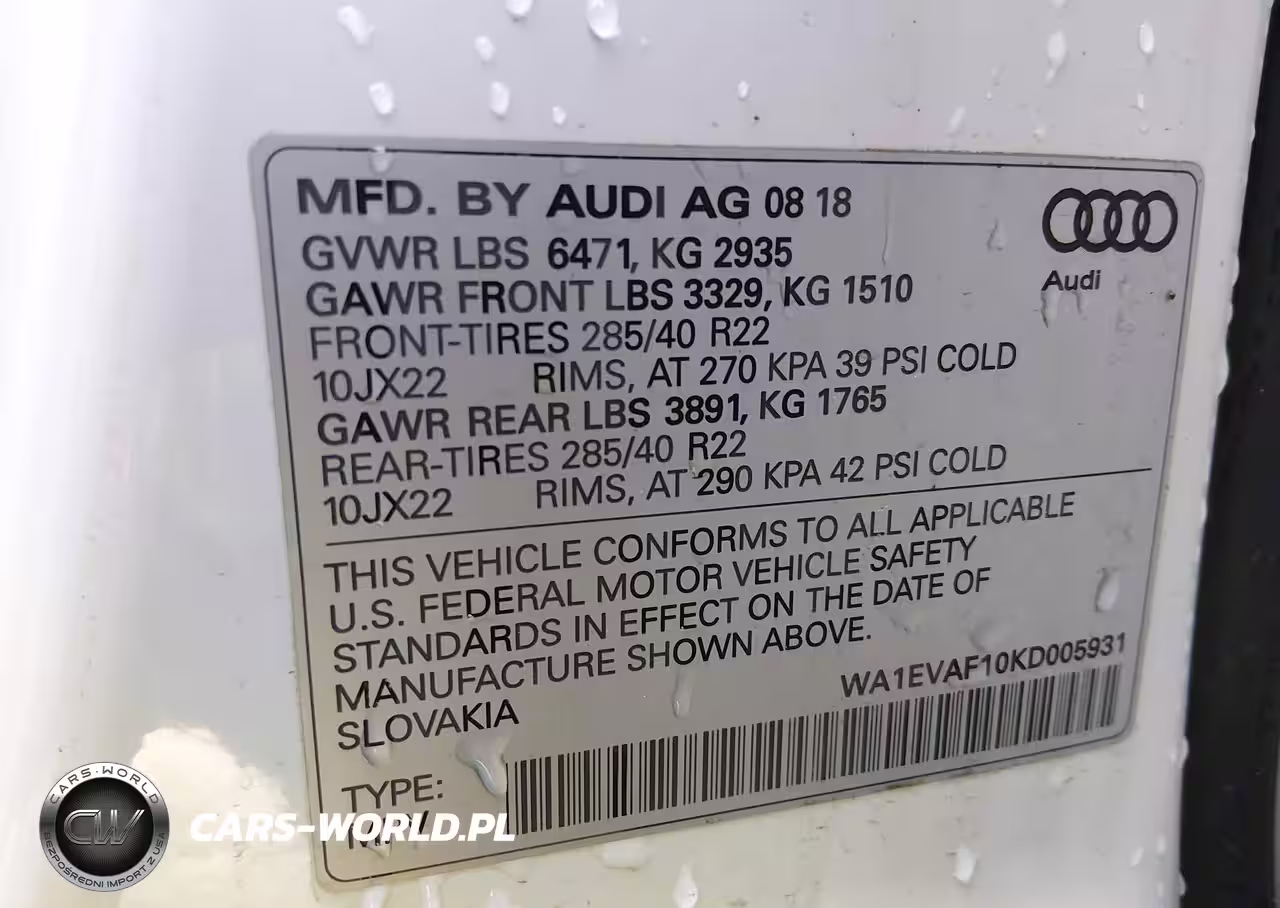 MFD. BY AUDI AG 08 18
GVWR LBS 6471, KG 2935
GAWR FRONT LBS 3329, KG 1510
FRONT-TIRES 285/40 R22
10JX22 RIMS, AT 270 KPA 39 PSI COLD
GAWR REAR LBS 3891, KG 1765
REAR-TIRES 285/40 R22
10JX22 RIMS, AT 290 KPA 42 PSI COLD
Audi
THIS VEHICLE CONFORMS TO ALL APPLICABLE
U.S. FEDERAL MOTOR VEHICLE SAFETY
STANDARDS IN EFFECT ON THE DATE OF
MANUFACTURE SHOWN ABOVE.
SLOVAKIA
WA1EVAF10KD005931
TYPE:
CARS-WORLD
CW
BEZPOŚREDNI IMPORT Z USA
CARS-WORLD.PL